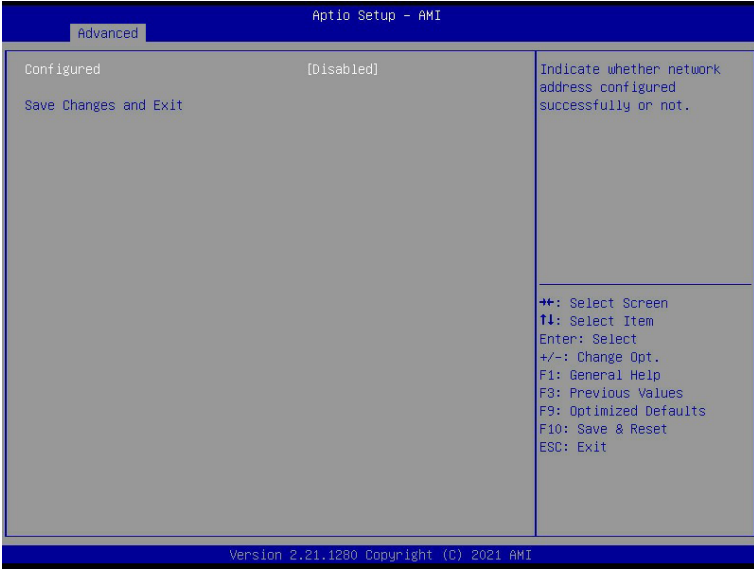 Aptio Setup – AMI
Advanced
Configured [Disabled]
Save Changes and Exit
Indicate whether network
address configured
successfully or not.
→←: Select Screen
↑↓: Select Item
Enter: Select
+/-: Change Opt.
F1: General Help
F3: Previous Values
F9: Optimized Defaults
F10: Save & Reset
ESC: Exit
Version 2.21.1280 Copyright (C) 2021 AMI